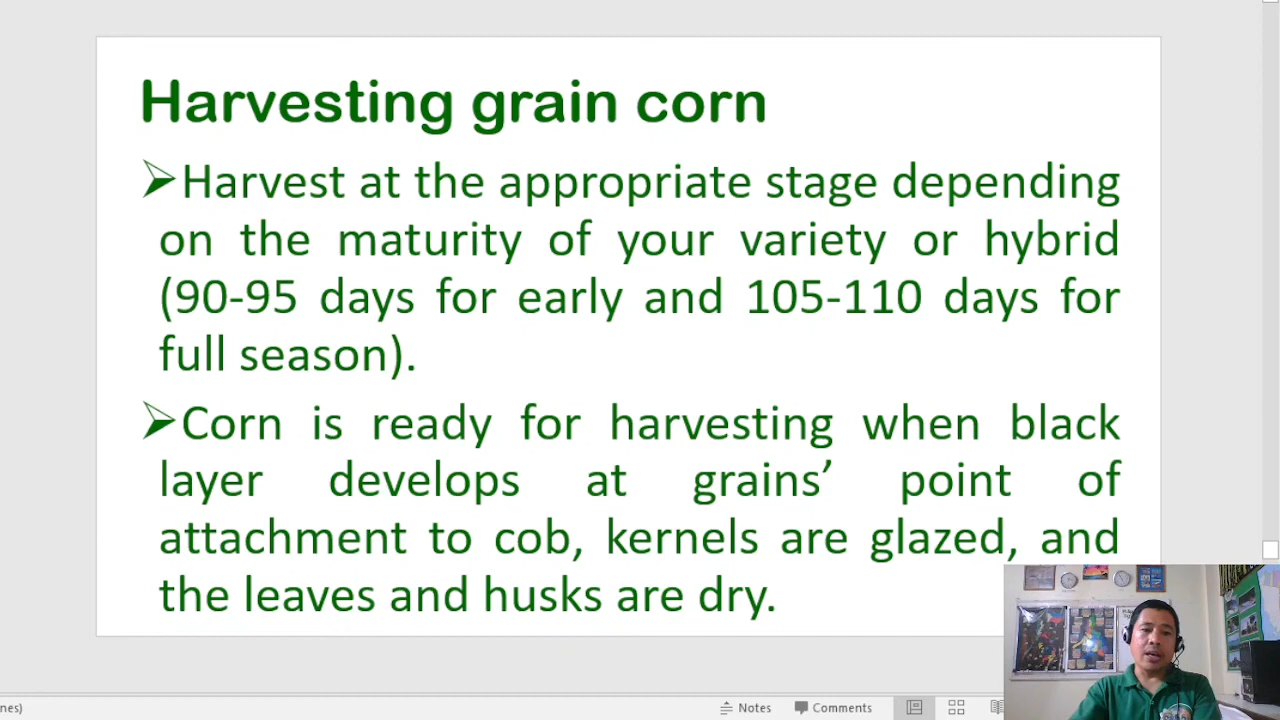 Harvesting grain corn
➢Harvest at the appropriate stage depending
on the maturity of your variety or hybrid
(90-95 days for early and 105-110 days for
full season).
➢Corn is ready for harvesting when black
layer develops at grains’ point of
attachment to cob, kernels are glazed, and
the leaves and husks are dry.
nes) Notes Comments